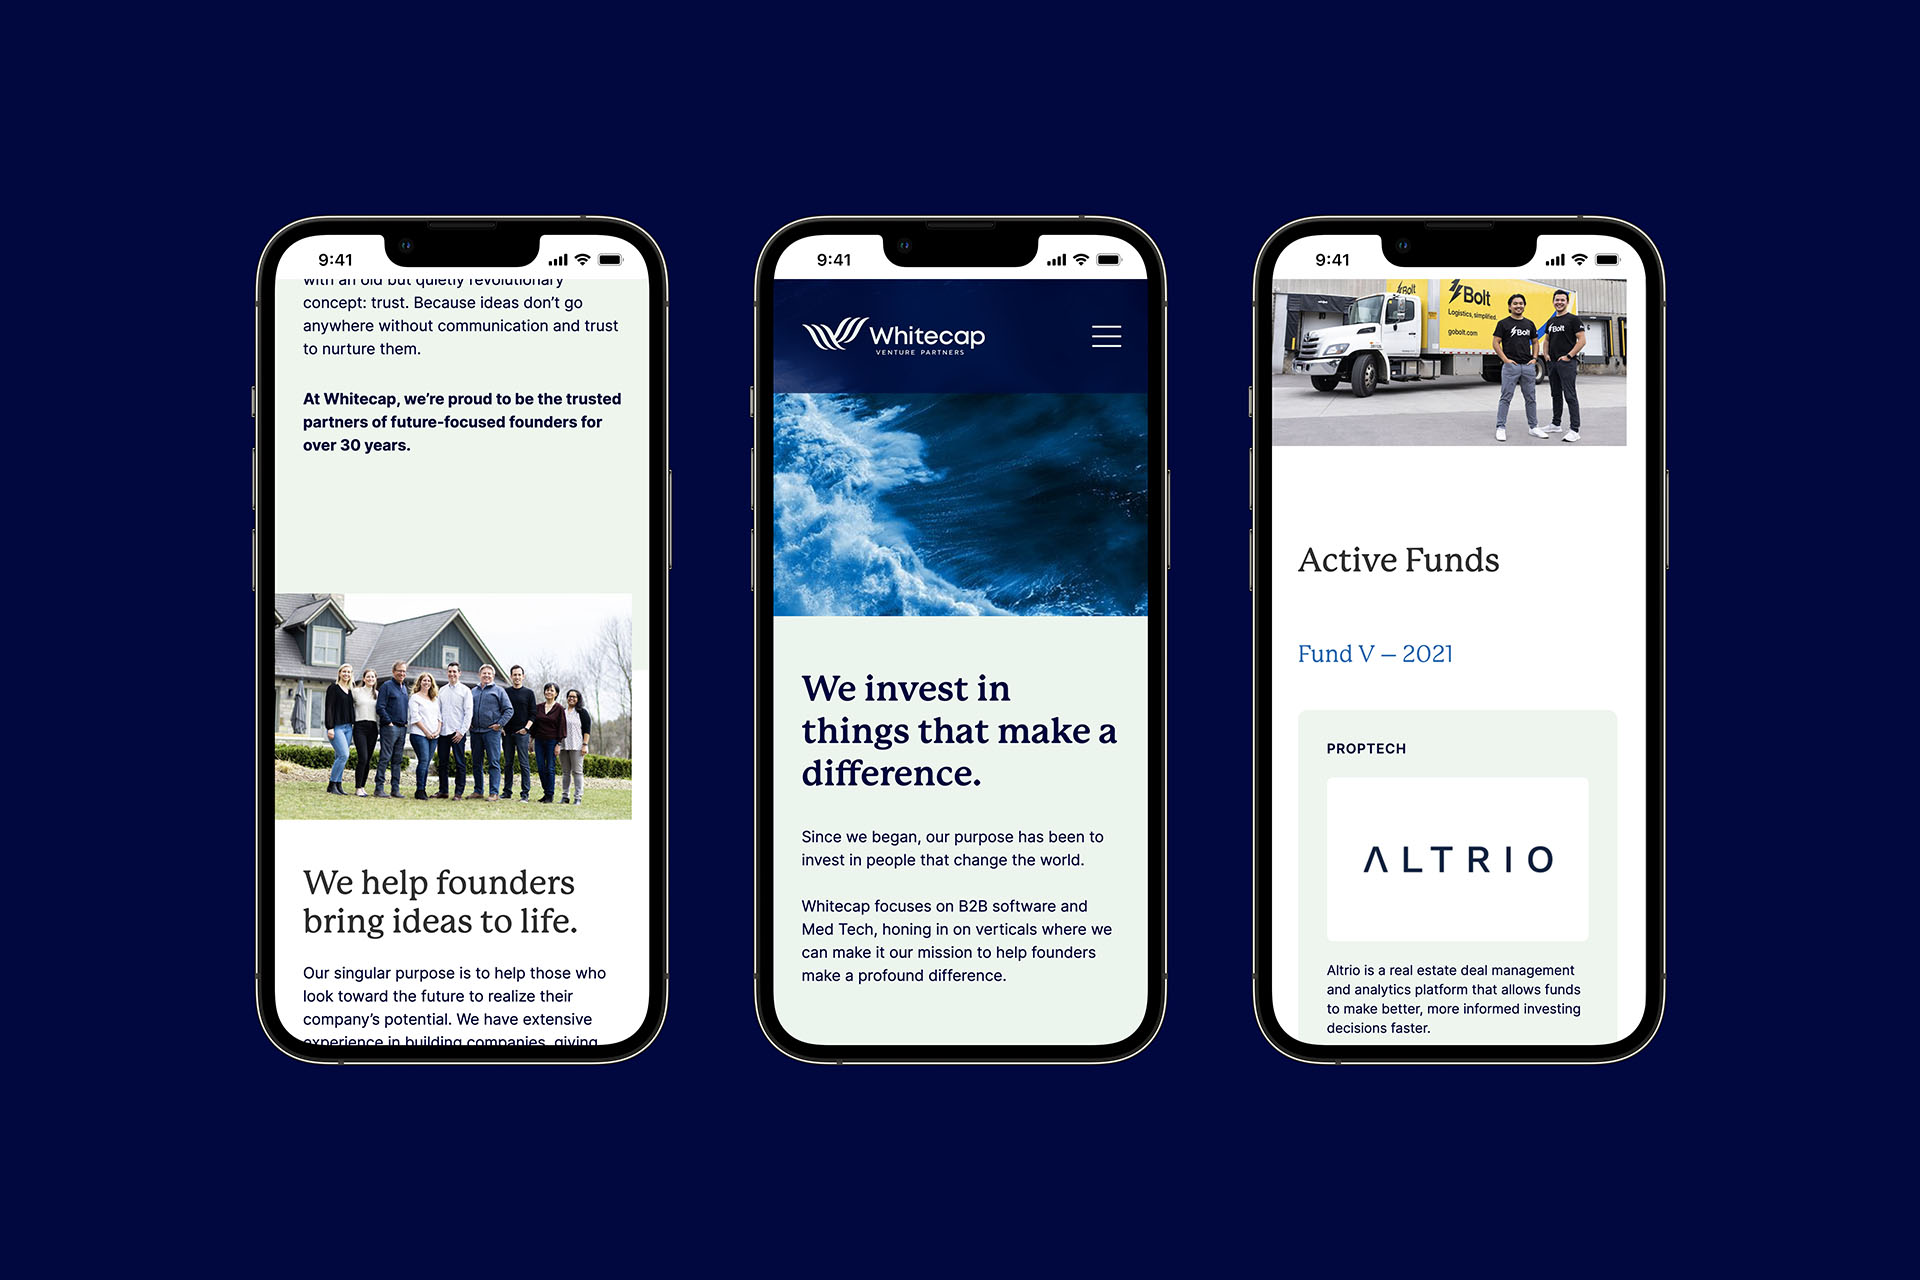 9:41
with an old but quietly revolutionary
concept: trust. Because ideas don’t go
anywhere without communication and trust
to nurture them.
At Whitecap, we’re proud to be the trusted
partners of future-focused founders for
over 30 years.
We help founders
bring ideas to life.
Our singular purpose is to help those who
look toward the future to realize their
company’s potential. We have extensive
experience in building companies, giving
9:41
Whitecap
VENTURE PARTNERS
We invest in
things that make a
difference.
Since we began, our purpose has been to
invest in people that change the world.
Whitecap focuses on B2B software and
Med Tech, honing in on verticals where we
can make it our mission to help founders
make a profound difference.
9:41
Bolt
Bolt
Logistics, simplified.
gobolt.com
Bolt
Bolt
Active Funds
Fund V – 2021
PROPTECH
ALTRIO
Altrio is a real estate deal management
and analytics platform that allows funds
to make better, more informed investing
decisions faster.